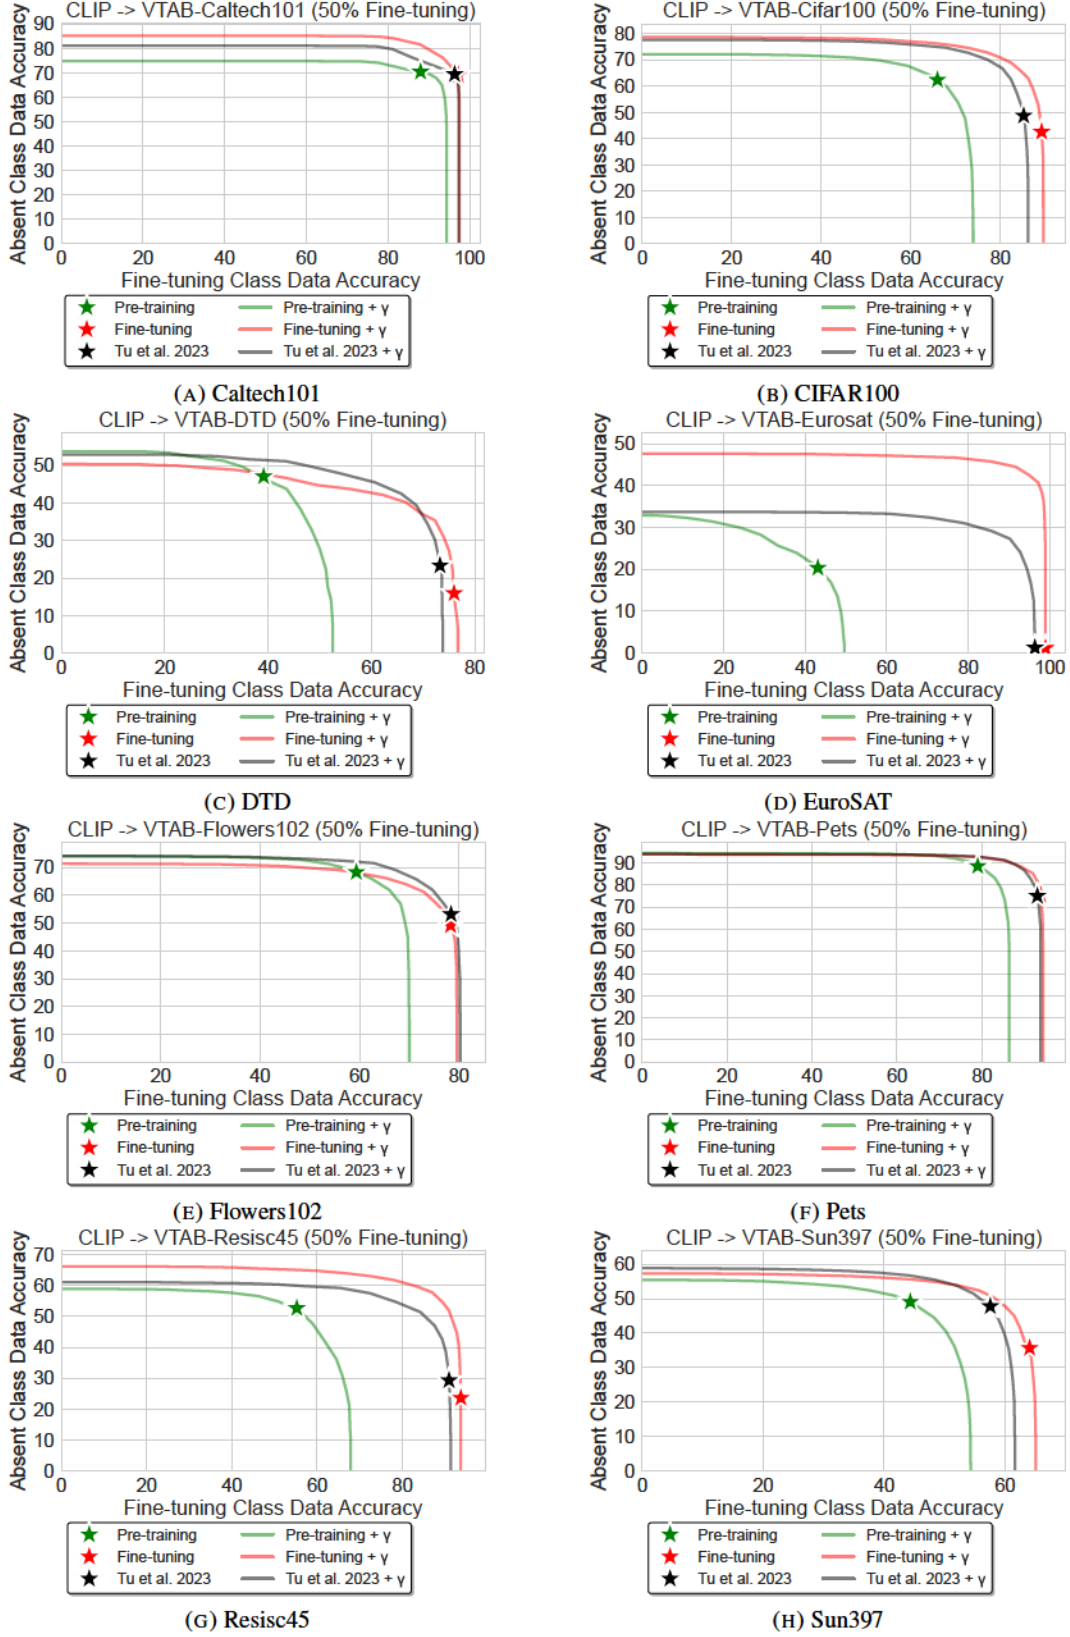 CLIP -> VTAB-Caltech101 (50% Fine-tuning)
Absent Class Data Accuracy
90
80
70
60
50
40
30
20
10
0
0 20 40 60 80 100
Fine-tuning Class Data Accuracy
Pre-training Pre-training + γ
Fine-tuning Fine-tuning + γ
Tu et al. 2023 Tu et al. 2023 + γ
(A) Caltech101
CLIP -> VTAB-Cifar100 (50% Fine-tuning)
Absent Class Data Accuracy
80
70
60
50
40
30
20
10
0
0 20 40 60 80
Fine-tuning Class Data Accuracy
Pre-training Pre-training + γ
Fine-tuning Fine-tuning + γ
Tu et al. 2023 Tu et al. 2023 + γ
(B) CIFAR100
CLIP -> VTAB-DTD (50% Fine-tuning)
Absent Class Data Accuracy
50
40
30
20
10
0
0 20 40 60 80
Fine-tuning Class Data Accuracy
Pre-training Pre-training + γ
Fine-tuning Fine-tuning + γ
Tu et al. 2023 Tu et al. 2023 + γ
(C) DTD
CLIP -> VTAB-Eurosat (50% Fine-tuning)
Absent Class Data Accuracy
50
40
30
20
10
0
0 20 40 60 80 100
Fine-tuning Class Data Accuracy
Pre-training Pre-training + γ
Fine-tuning Fine-tuning + γ
Tu et al. 2023 Tu et al. 2023 + γ
(D) EuroSAT
CLIP -> VTAB-Flowers102 (50% Fine-tuning)
Absent Class Data Accuracy
70
60
50
40
30
20
10
0
0 20 40 60 80
Fine-tuning Class Data Accuracy
Pre-training Pre-training + γ
Fine-tuning Fine-tuning + γ
Tu et al. 2023 Tu et al. 2023 + γ
(E) Flowers102
CLIP -> VTAB-Pets (50% Fine-tuning)
Absent Class Data Accuracy
90
80
70
60
50
40
30
20
10
0
0 20 40 60 80
Fine-tuning Class Data Accuracy
Pre-training Pre-training + γ
Fine-tuning Fine-tuning + γ
Tu et al. 2023 Tu et al. 2023 + γ
(F) Pets
CLIP -> VTAB-Resisc45 (50% Fine-tuning)
Absent Class Data Accuracy
70
60
50
40
30
20
10
0
0 20 40 60 80
Fine-tuning Class Data Accuracy
Pre-training Pre-training + γ
Fine-tuning Fine-tuning + γ
Tu et al. 2023 Tu et al. 2023 + γ
(G) Resisc45
CLIP -> VTAB-Sun397 (50% Fine-tuning)
Absent Class Data Accuracy
60
50
40
30
20
10
0
0 20 40 60
Fine-tuning Class Data Accuracy
Pre-training Pre-training + γ
Fine-tuning Fine-tuning + γ
Tu et al. 2023 Tu et al. 2023 + γ
(H) Sun397